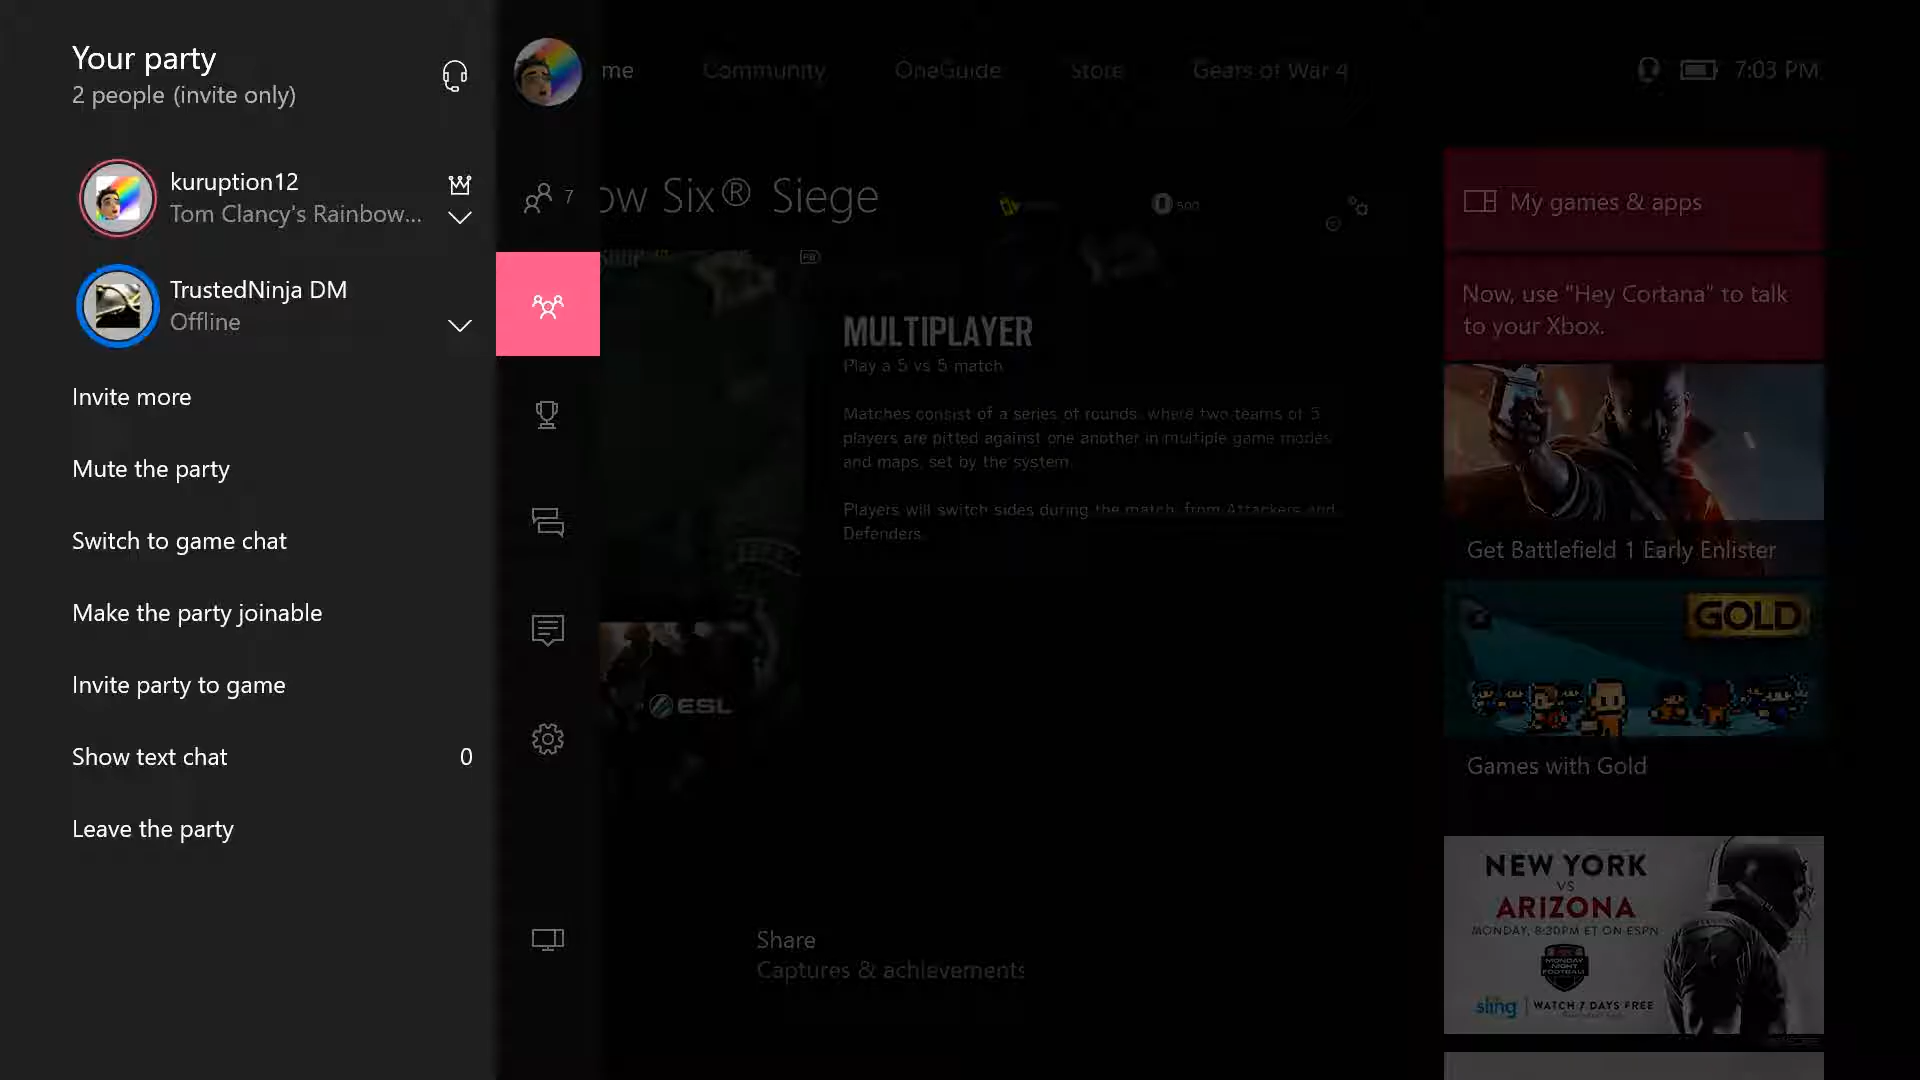 Your party
2 people (invite only)
kuruption12
Tom Clancy's Rainbow...
TrustedNinja DM
Offline
Invite more
Mute the party
Switch to game chat
Make the party joinable
Invite party to game
Show text chat 0
Leave the party
7
me Community OneGuide Store Gears of War 4
7:03 PM
ow Six® Siege
500
MULTIPLAYER
Play a 5 vs 5 match
Matches consist of a series of rounds, where two teams of 5
players are pitted against one another in multiple game modes
and maps, set by the system.
Players will switch sides during the match, from Attackers and
Defenders.
ESL
Share
Captures & achievements
My games & apps
Now, use "Hey Cortana" to talk
to your Xbox.
Get Battlefield 1 Early Enlister
GOLD
Games with Gold
NEW YORK
VS
ARIZONA
MONDAY, 8:30PM ET ON ESPN
MONDAY
NIGHT
FOOTBALL
sling WATCH 7 DAYS FREE